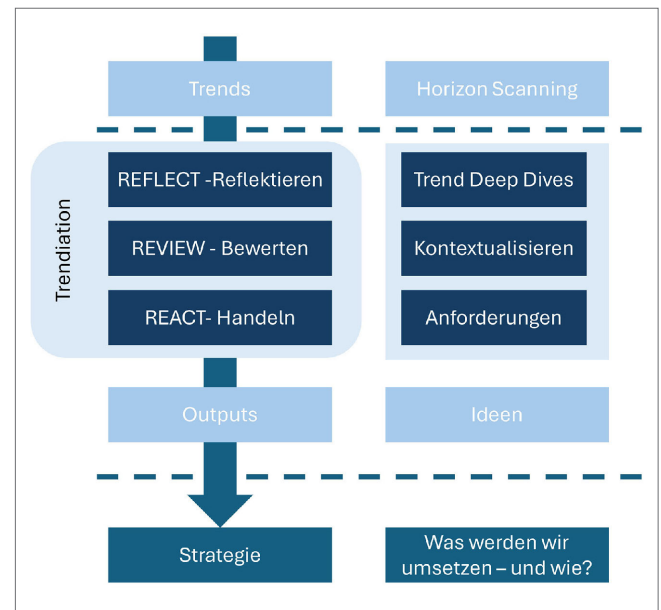 Trends
Horizon Scanning
Trendiation
REFLECT -Reflektieren
Trend Deep Dives
REVIEW - Bewerten
Kontextualisieren
REACT- Handeln
Anforderungen
Outputs
Ideen
Strategie
Was werden wir
umsetzen – und wie?